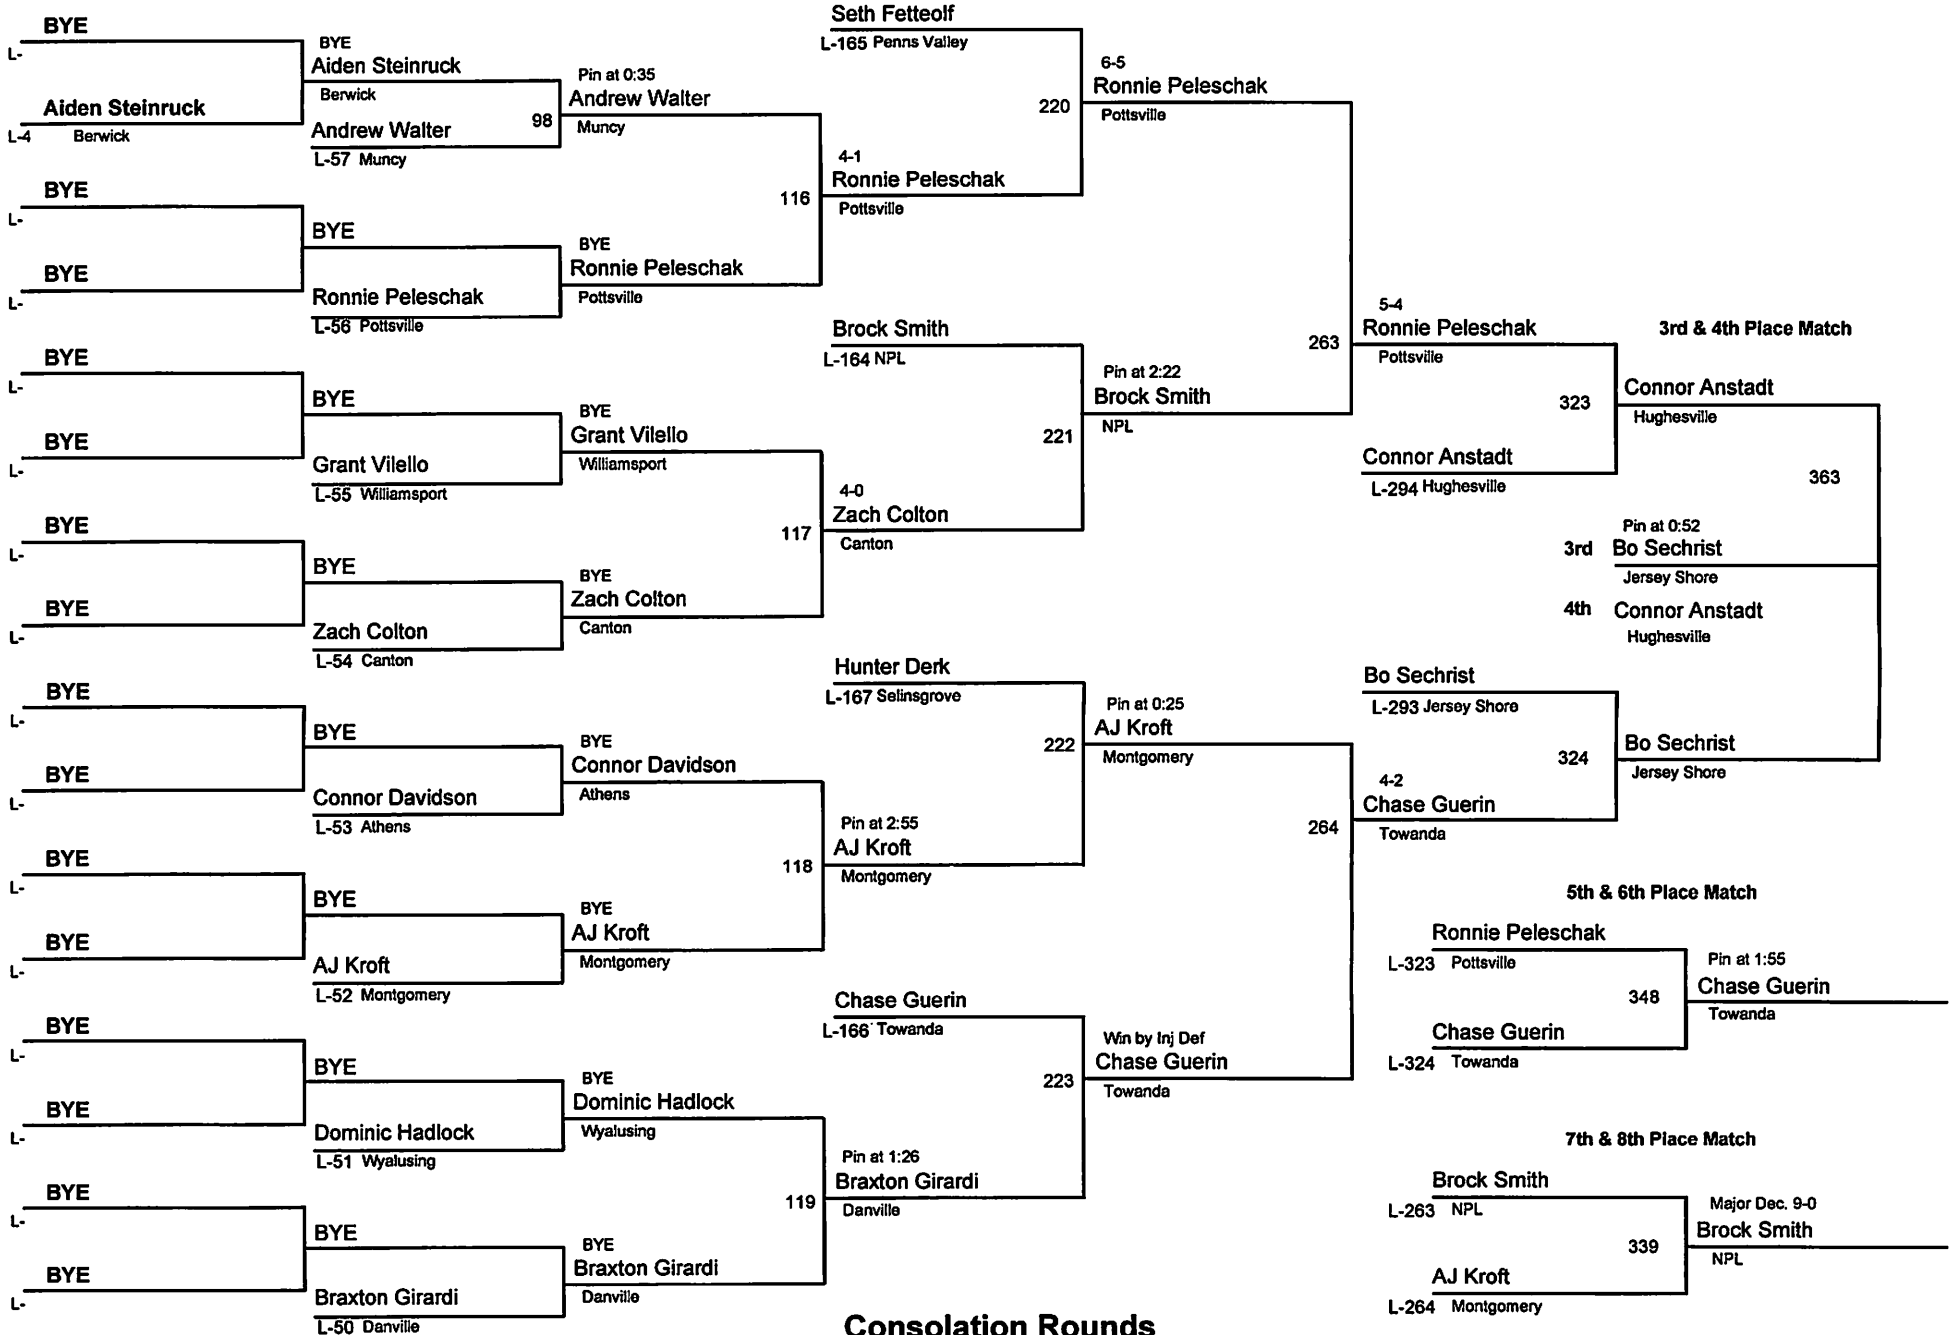 BYE
L-
Aiden Steinruck
L-4 Berwick
BYE
L-
BYE
L-
BYE
L-
BYE
L-
BYE
L-
BYE
L-
BYE
L-
BYE
L-
BYE
L-
BYE
L-
BYE
L-
BYE
L-
BYE
L-
BYE
L-
BYE
Aiden Steinruck
Berwick
98
Andrew Walter
L-57 Muncy
BYE
Ronnie Peleschak
L-56 Pottsville
BYE
Grant Vilello
L-55 Williamsport
BYE
Zach Colton
L-54 Canton
BYE
Connor Davidson
L-53 Athens
BYE
AJ Kroft
L-52 Montgomery
BYE
Dominic Hadlock
L-51 Wyalusing
BYE
Braxton Girardi
L-50 Danville
Pin at 0:35
Andrew Walter
Muncy
116
BYE
Ronnie Peleschak
Pottsville
BYE
Grant Vilello
Williamsport
117
BYE
Zach Colton
Canton
BYE
Connor Davidson
Athens
118
BYE
AJ Kroft
Montgomery
BYE
Dominic Hadlock
Wyalusing
119
BYE
Braxton Girardi
Danville
Seth Fetteolf
L-165 Penns Valley
220
4-1
Ronnie Peleschak
Pottsville
Brock Smith
L-164 NPL
221
4-0
Zach Colton
Canton
Hunter Derk
L-167 Selinsgrove
222
Pin at 2:55
AJ Kroft
Montgomery
Chase Guerin
L-166 Towanda
223
Pin at 1:26
Braxton Girardi
Danville
6-5
Ronnie Peleschak
Pottsville
263
Pin at 2:22
Brock Smith
NPL
Pin at 0:25
AJ Kroft
Montgomery
264
Win by Inj Def
Chase Guerin
Towanda
5-4
Ronnie Peleschak
Pottsville
323
Connor Anstadt
L-294 Hughesville
Bo Sechrist
L-293 Jersey Shore
324
4-2
Chase Guerin
Towanda
3rd & 4th Place Match
Connor Anstadt
Hughesville
363
Pin at 0:52
3rd Bo Sechrist
Jersey Shore
4th Connor Anstadt
Hughesville
Bo Sechrist
Jersey Shore
5th & 6th Place Match
Ronnie Peleschak
L-323 Pottsville
348
Chase Guerin
L-324 Towanda
Pin at 1:55
Chase Guerin
Towanda
7th & 8th Place Match
Brock Smith
L-263 NPL
339
AJ Kroft
L-264 Montgomery
Major Dec. 9-0
Brock Smith
NPL
Consolation Rounds